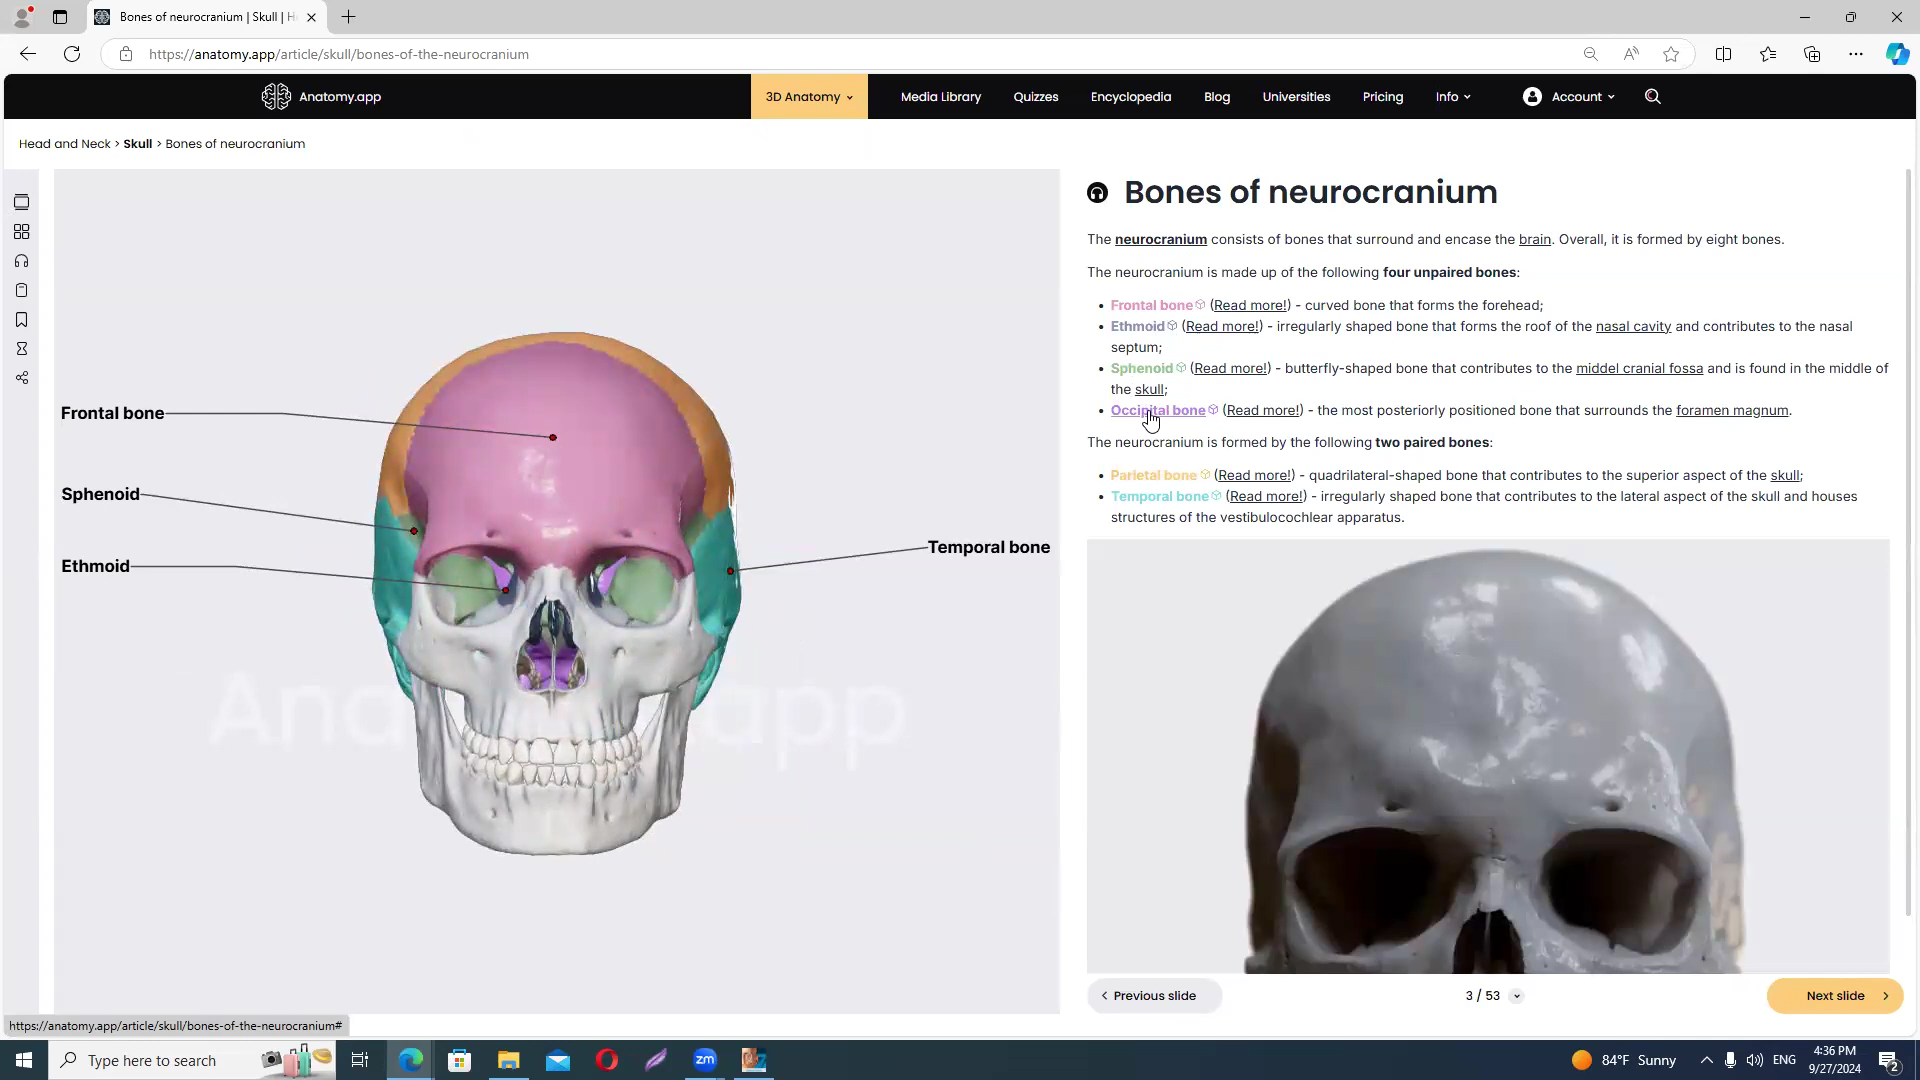 Bones of neurocranium | Skull | H
https://anatomy.app/article/skull/bones-of-the-neurocranium
Anatomy.app
3D Anatomy
Media Library
Quizzes
Encyclopedia
Blog
Universities
Pricing
Info
Account
Head and Neck > Skull > Bones of neurocranium
Frontal bone
Sphenoid
Ethmoid
Temporal bone
Bones of neurocranium
The neurocranium consists of bones that surround and encase the brain. Overall, it is formed by eight bones.
The neurocranium is made up of the following four unpaired bones:
• Frontal bone (Read more!) - curved bone that forms the forehead;
• Ethmoid (Read more!) - irregularly shaped bone that forms the roof of the nasal cavity and contributes to the nasal
septum;
• Sphenoid (Read more!) - butterfly-shaped bone that contributes to the middel cranial fossa and is found in the middle of
the skull;
• Occipital bone (Read more!) - the most posteriorly positioned bone that surrounds the foramen magnum.
The neurocranium is formed by the following two paired bones:
• Parietal bone (Read more!) - quadrilateral-shaped bone that contributes to the superior aspect of the skull;
• Temporal bone (Read more!) - irregularly shaped bone that contributes to the lateral aspect of the skull and houses
structures of the vestibulocochlear apparatus.
< Previous slide
3 / 53
Next slide >
https://anatomy.app/article/skull/bones-of-the-neurocranium#
Type here to search
zm
84°F Sunny
ENG
4:36 PM
9/27/2024
2